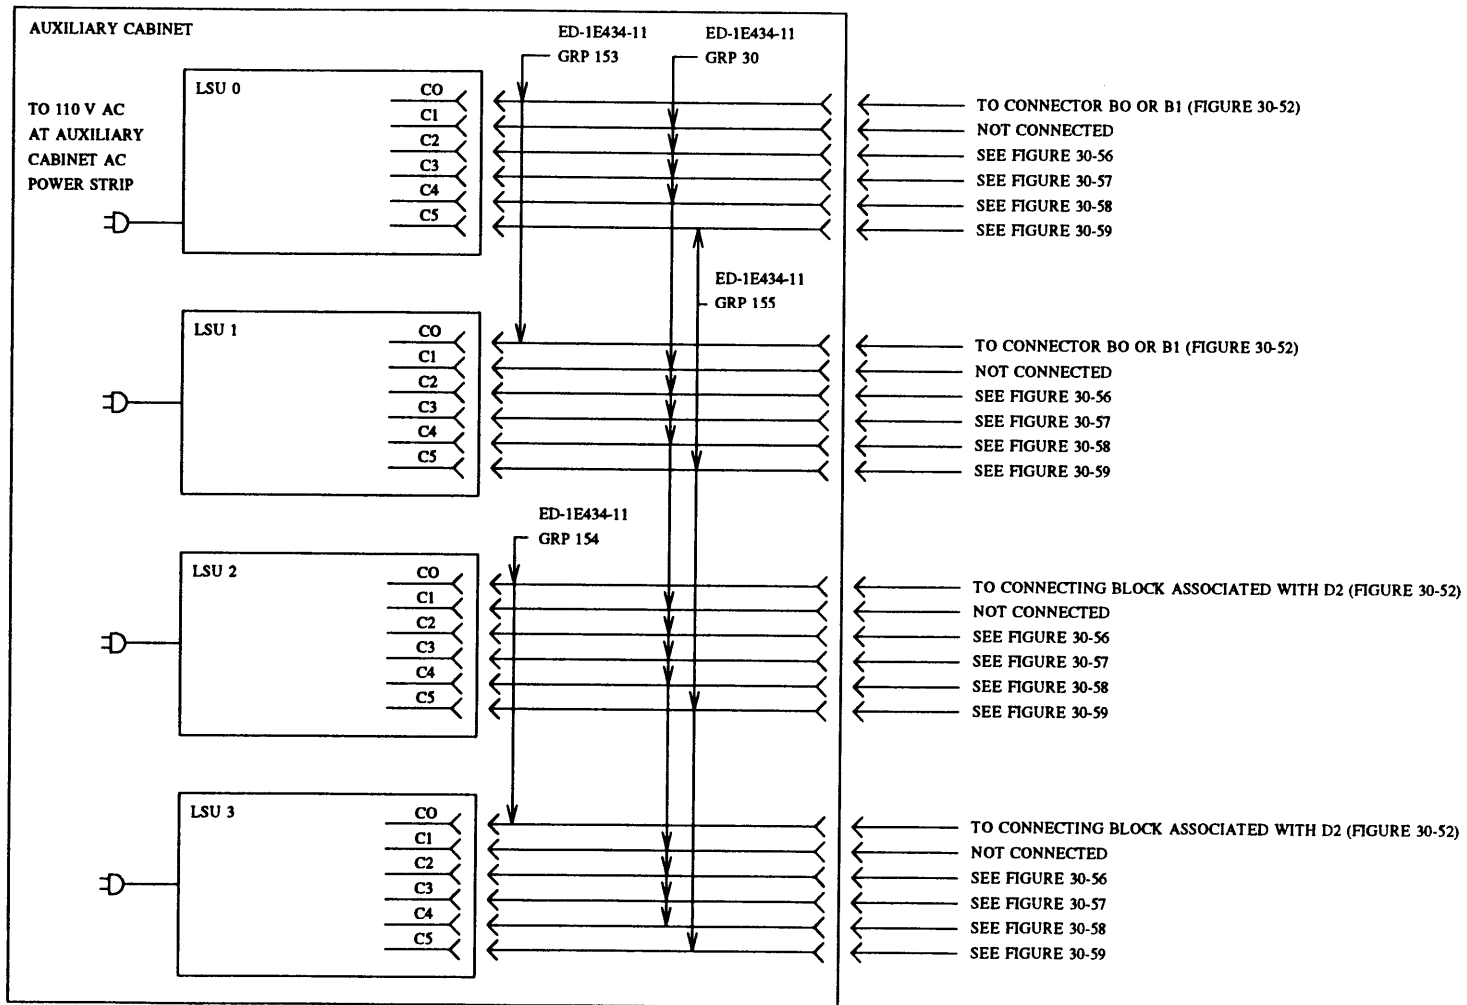 AUXILIARY CABINET
ED-1E434-11
GRP 153
ED-1E434-11
GRP 30
TO 110 V AC
AT AUXILIARY
CABINET AC
POWER STRIP
LSU 0
CO
C1
C2
C3
C4
C5
TO CONNECTOR BO OR B1 (FIGURE 30-52)
NOT CONNECTED
SEE FIGURE 30-56
SEE FIGURE 30-57
SEE FIGURE 30-58
SEE FIGURE 30-59
ED-1E434-11
GRP 155
LSU 1
CO
C1
C2
C3
C4
C5
TO CONNECTOR BO OR B1 (FIGURE 30-52)
NOT CONNECTED
SEE FIGURE 30-56
SEE FIGURE 30-57
SEE FIGURE 30-58
SEE FIGURE 30-59
ED-1E434-11
GRP 154
LSU 2
CO
C1
C2
C3
C4
C5
TO CONNECTING BLOCK ASSOCIATED WITH D2 (FIGURE 30-52)
NOT CONNECTED
SEE FIGURE 30-56
SEE FIGURE 30-57
SEE FIGURE 30-58
SEE FIGURE 30-59
LSU 3
CO
C1
C2
C3
C4
C5
TO CONNECTING BLOCK ASSOCIATED WITH D2 (FIGURE 30-52)
NOT CONNECTED
SEE FIGURE 30-56
SEE FIGURE 30-57
SEE FIGURE 30-58
SEE FIGURE 30-59